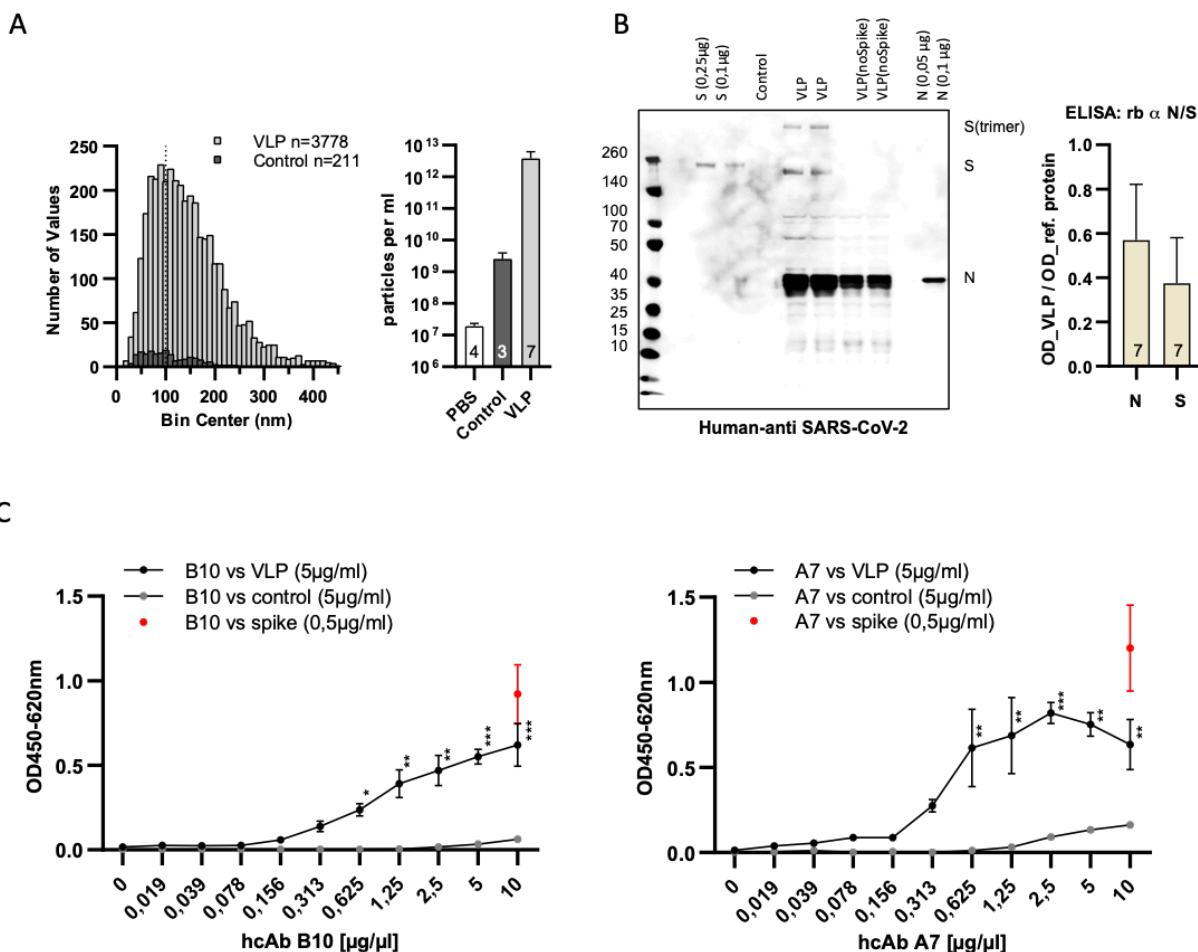 A
VLP n=3778
Control n=211
Number of Values
250
200
150
100
50
0
0
100
200
300
400
Bin Center (nm)
particles per ml
10^13
10^12
10^11
10^10
10^9
10^8
10^7
10^6
4
3
7
PBS
Control
VLP
B
S (0,25µg)
S (0,1µg)
Control
VLP
VLP
VLP(noSpike)
VLP(noSpike)
N (0,05 µg)
N (0,1 µg)
260
140
100
70
50
40
35
25
15
10
S(trimer)
S
N
Human-anti SARS-CoV-2
ELISA: rb α N/S
OD_VLP / OD_ref. protein
1.0
0.8
0.6
0.4
0.2
0.0
7
7
N
S
C
B10 vs VLP (5µg/ml)
B10 vs control (5µg/ml)
B10 vs spike (0,5µg/ml)
OD450-620nm
1.5
1.0
0.5
0.0
*
**
**
***
***
0
0,019
0,039
0,078
0,156
0,313
0,625
1,25
2,5
5
10
hcAb B10 [µg/µl]
A7 vs VLP (5µg/ml)
A7 vs control (5µg/ml)
A7 vs spike (0,5µg/ml)
OD450-620nm
1.5
1.0
0.5
0.0
**
**
***
**
**
0
0,019
0,039
0,078
0,156
0,313
0,625
1,25
2,5
5
10
hcAb A7 [µg/µl]